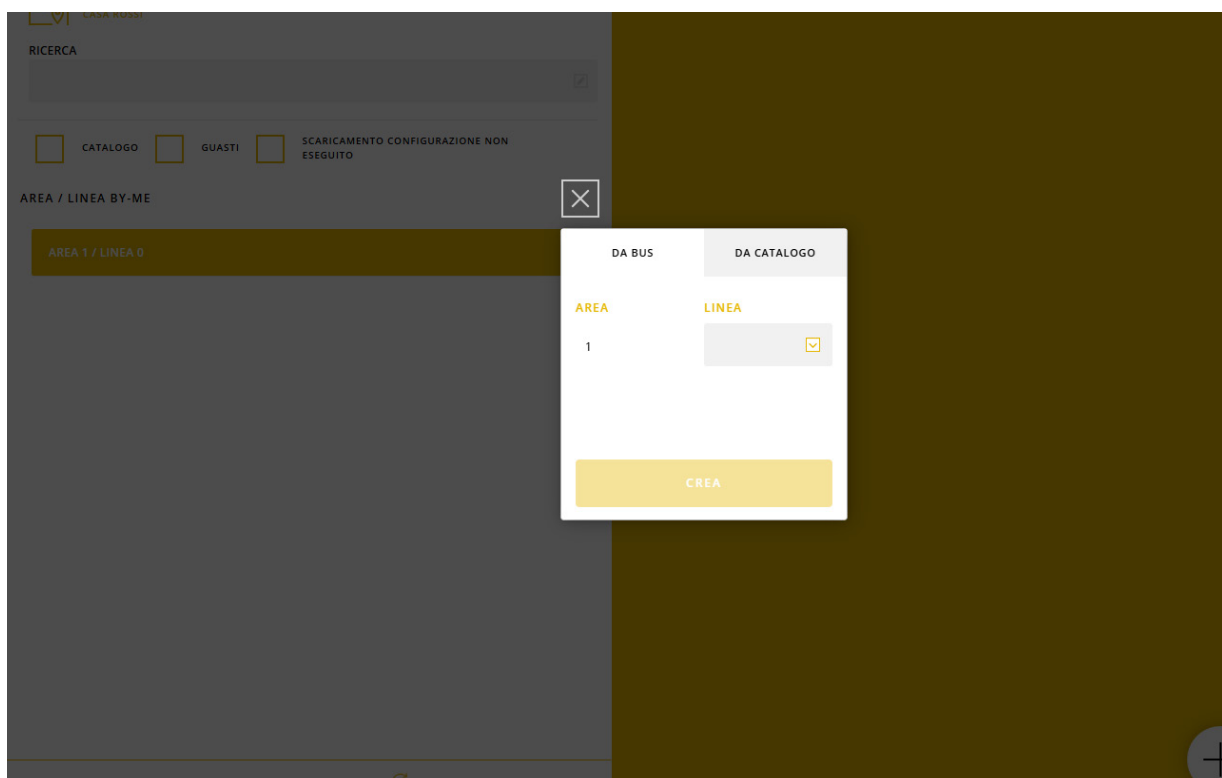 CASA ROSSI
RICERCA
CATALOGO GUASTI SCARICAMENTO CONFIGURAZIONE NON
ESEGUITO
AREA / LINEA BY-ME
AREA 1 / LINEA 0
DA BUS DA CATALOGO
AREA LINEA
1
CREA